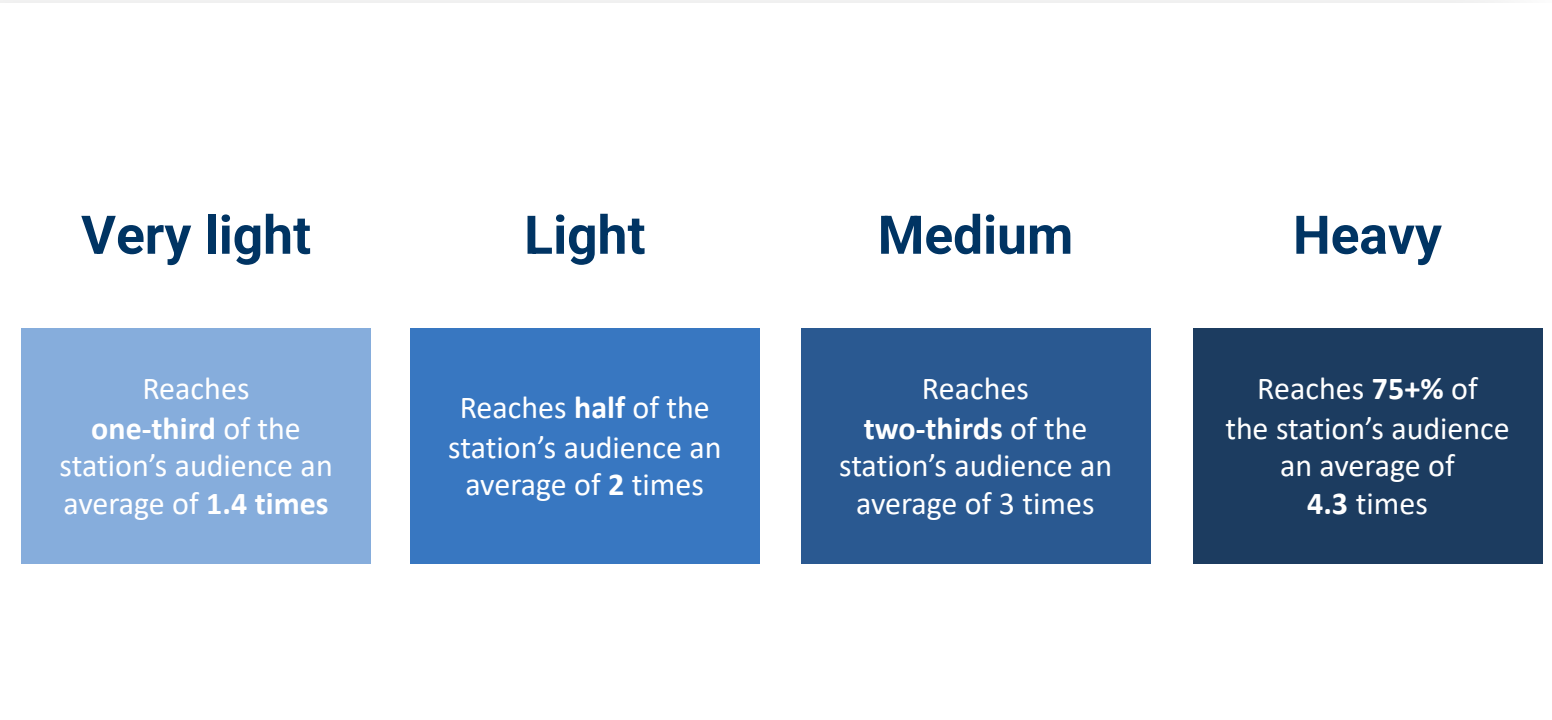 Very light
Light
Medium
Heavy
Reaches
one-third of the
station’s audience an
average of 1.4 times
Reaches half of the
station’s audience an
average of 2 times
Reaches
two-thirds of the
station’s audience an
average of 3 times
Reaches 75+% of
the station’s audience
an average of
4.3 times